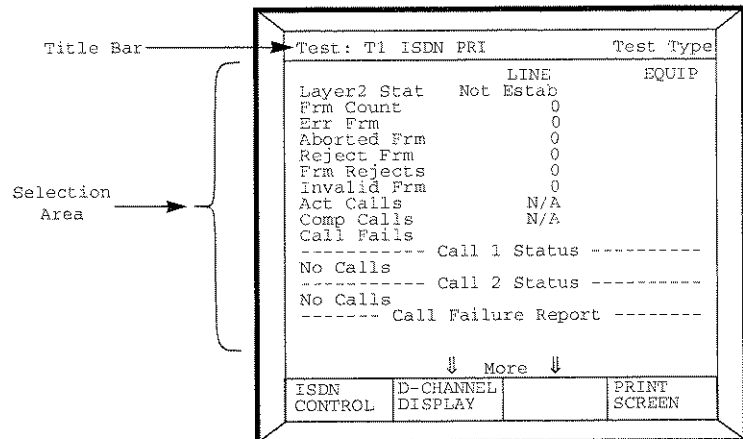 Title Bar
Test: T1 ISDN PRI Test Type
LINE EQUIP
Layer2 Stat Not Estab
Frm Count 0
Err Frm 0
Aborted Frm 0
Reject Frm 0
Frm Rejects 0
Invalid Frm 0
Act Calls N/A
Comp Calls N/A
Call Fails
----------- Call 1 Status ----------
No Calls
----------- Call 2 Status ----------
No Calls
------- Call Failure Report --------
⇓ More ⇓
ISDN CONTROL
D-CHANNEL DISPLAY
PRINT SCREEN
Selection Area